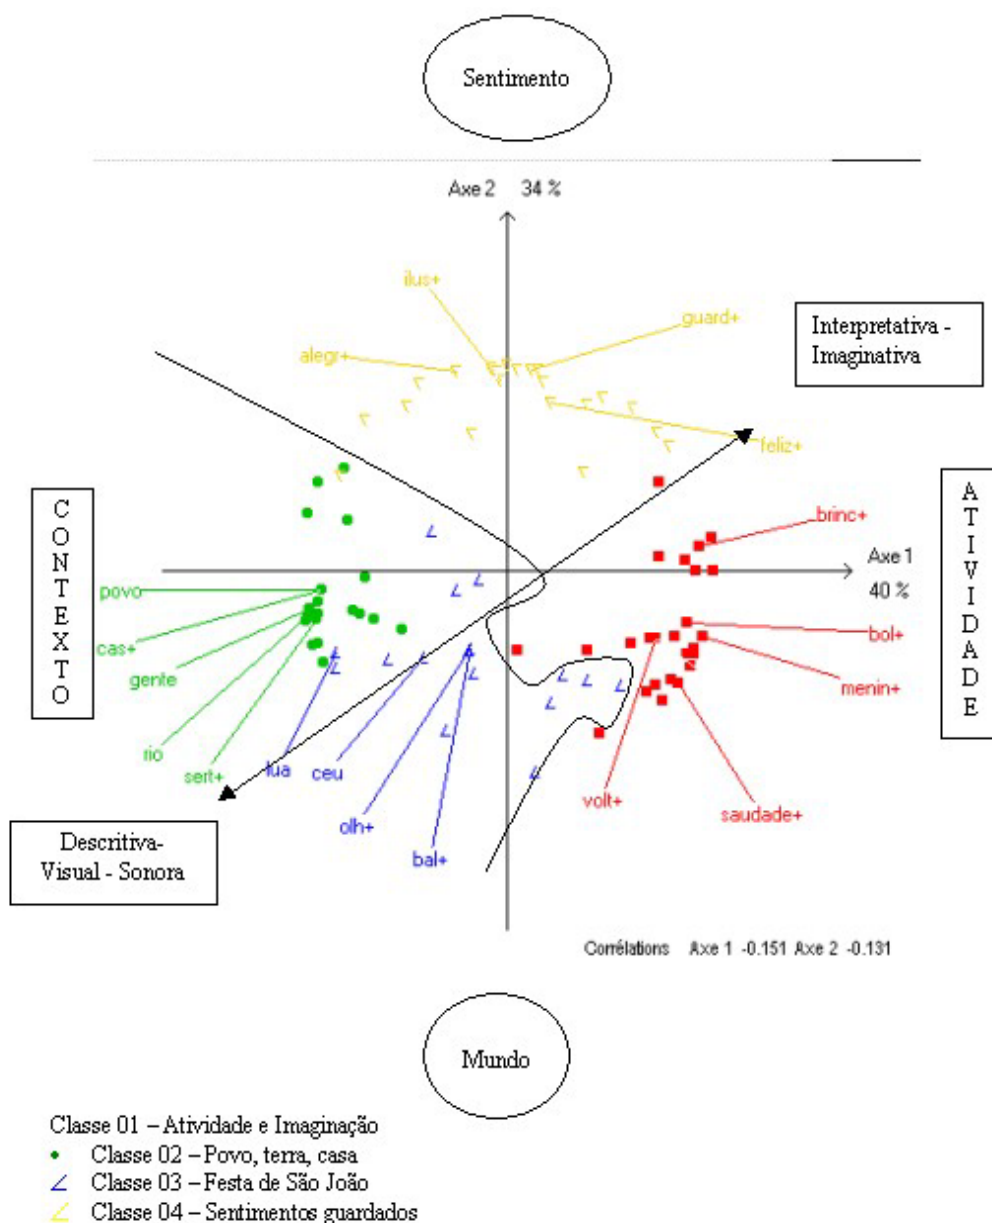 Sentimento
Axe 2 34 %
ilus+
guard+
Interpretativa -
Imaginativa
alegr+
feliz+
CONTEXTO
ATIVIDADE
brinc+
Axe 1
40 %
povo
bol+
cas+
gente
menin+
rio
sert+
lua
ceu
volt+
saudade+
olh+
bal+
Descritiva-
Visual - Sonora
Corrélations Axe 1 -0.151 Axe 2 -0.131
Mundo
Classe 01 – Atividade e Imaginação
Classe 02 – Povo, terra, casa
Classe 03 – Festa de São João
Classe 04 – Sentimentos guardados